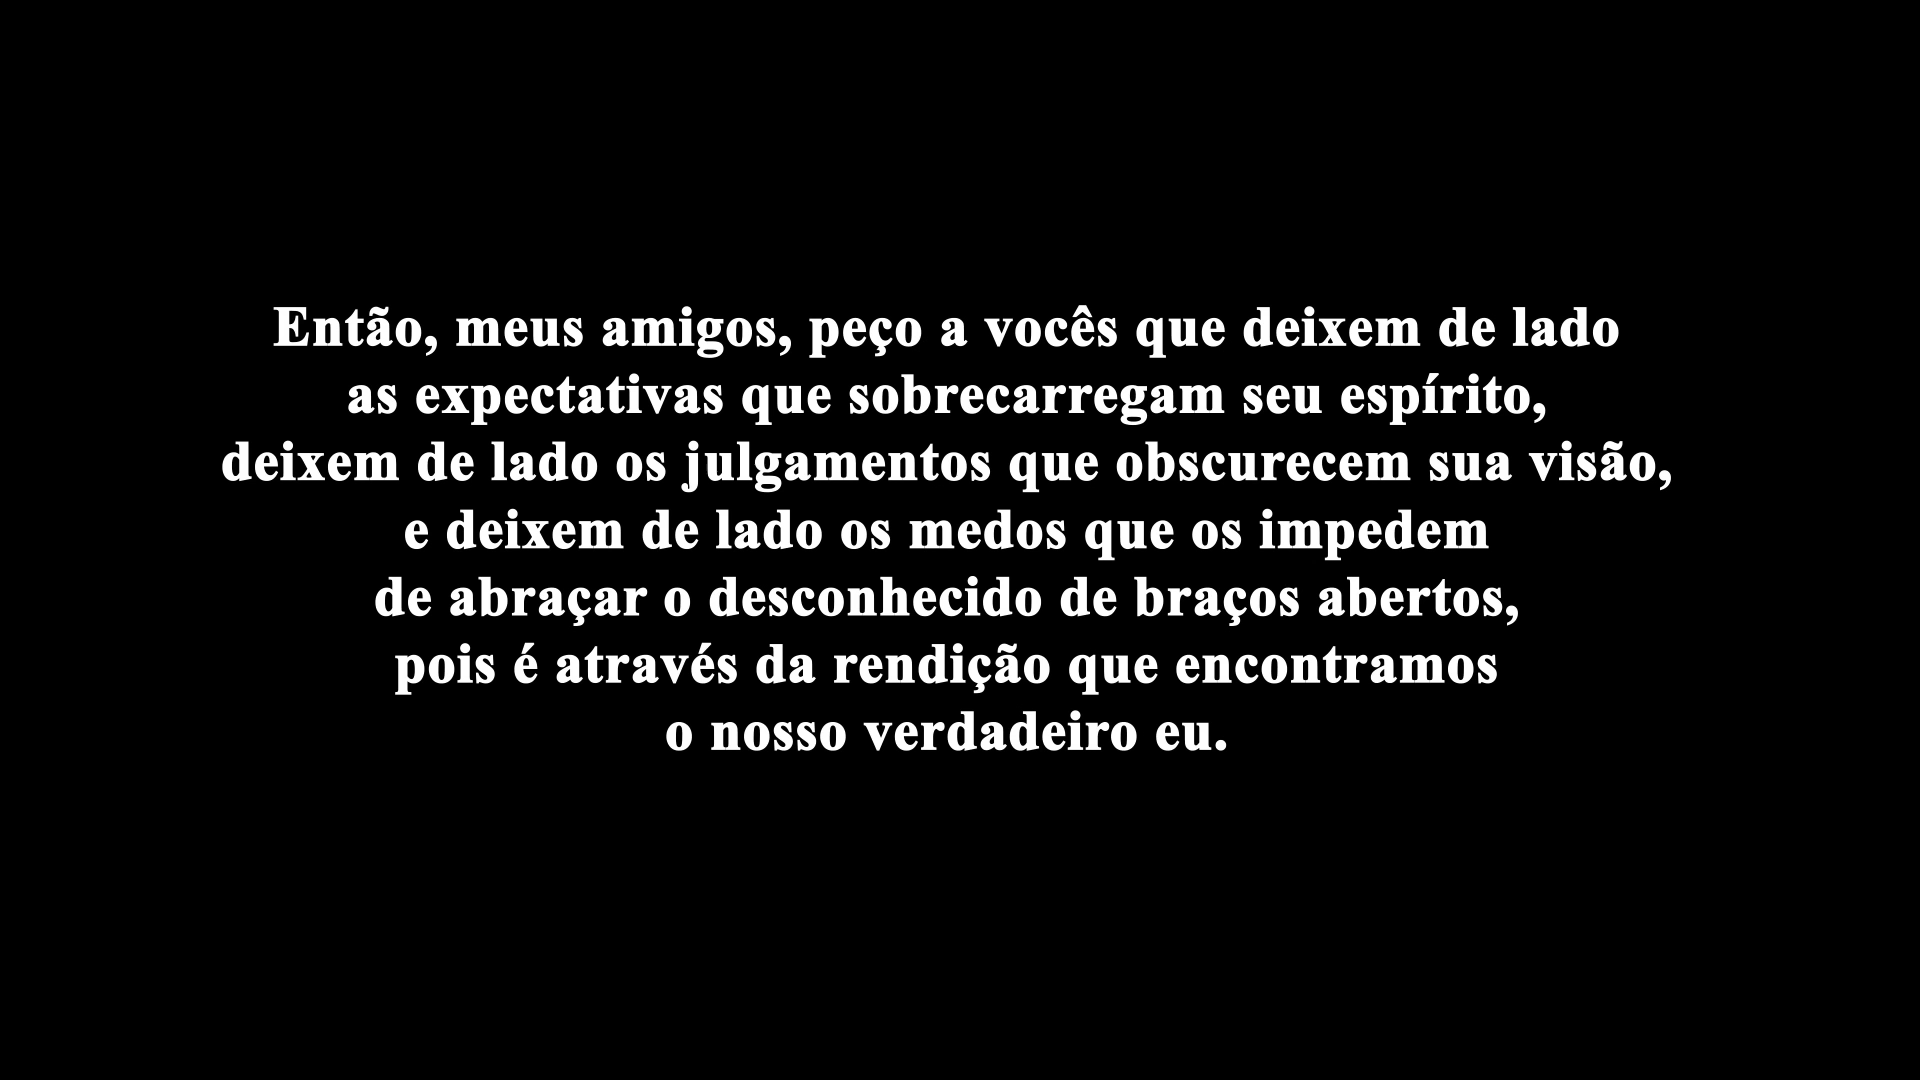 Então, meus amigos, peço a vocês que deixem de lado
as expectativas que sobrecarregam seu espírito,
deixem de lado os julgamentos que obscurecem sua visão,
e deixem de lado os medos que os impedem
de abraçar o desconhecido de braços abertos,
pois é através da rendição que encontramos
o nosso verdadeiro eu.